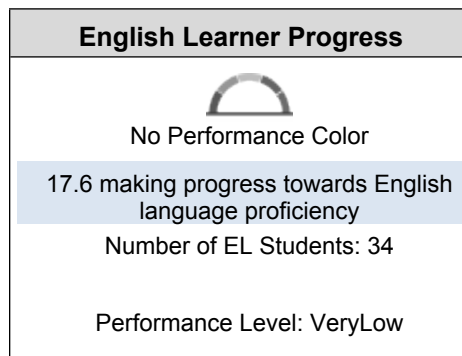 English Learner Progress
No Performance Color
17.6 making progress towards English
language proficiency
Number of EL Students: 34
Performance Level: VeryLow